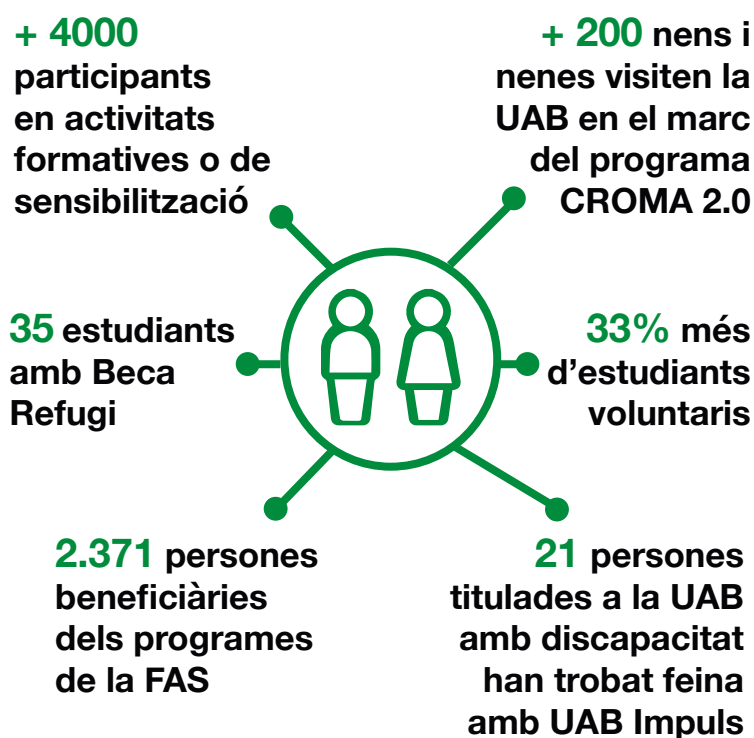 + 4000
participants
en activitats
formatives o de
sensibilització
+ 200 nens i
nenes visiten la
UAB en el marc
del programa
CROMA 2.0
35 estudiants
amb Beca
Refugi
33% més
d'estudiants
voluntaris
2.371 persones
beneficiàries
dels programes
de la FAS
21 persones
titulades a la UAB
amb discapacitat
han trobat feina
amb UAB Impuls